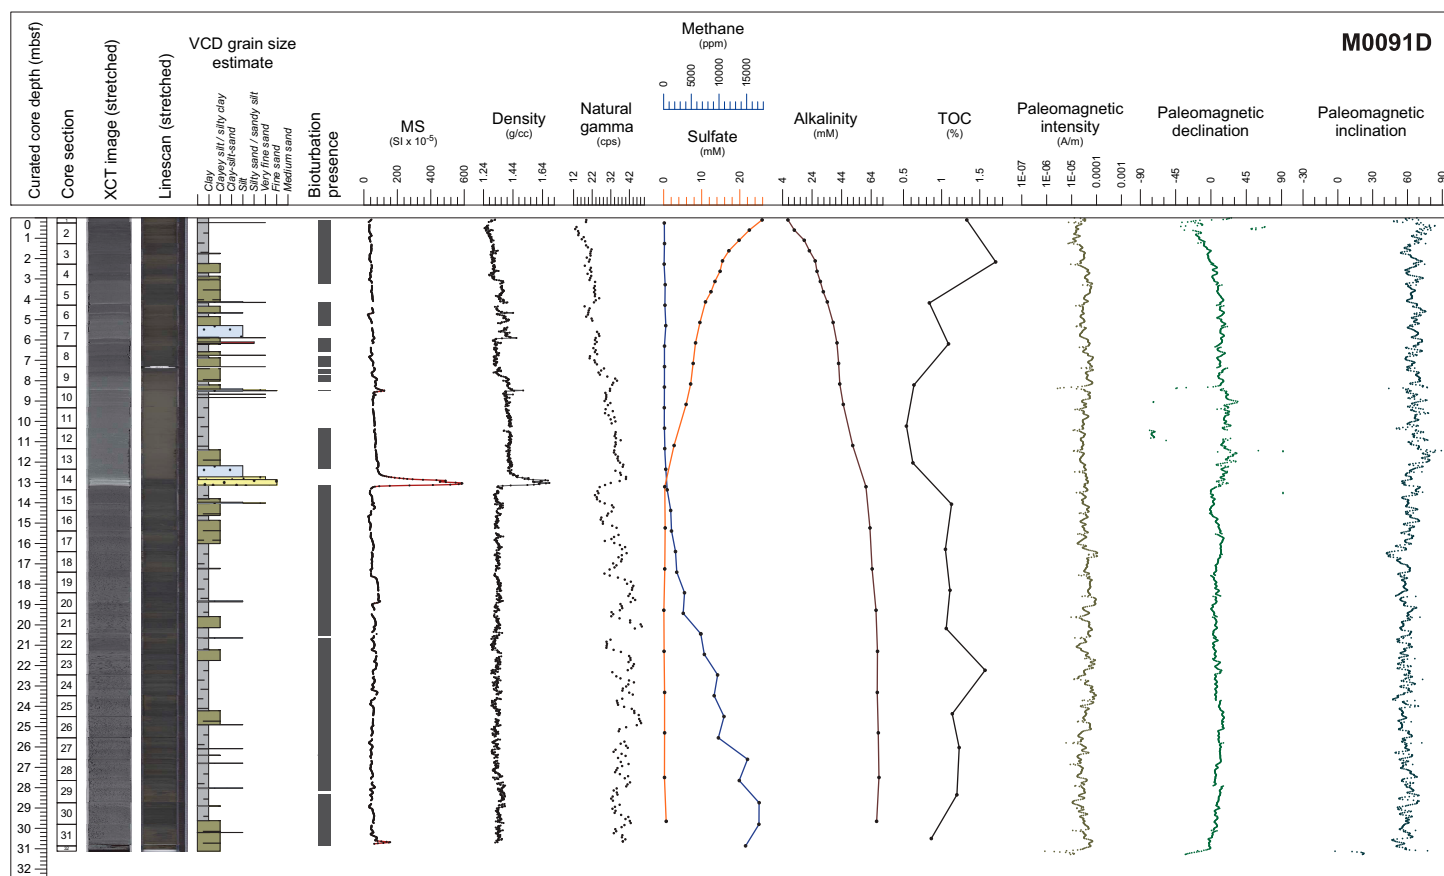 M0091D
Curated core depth (mbsf)
Core section
XCT image (stretched)
Linescan (stretched)
VCD grain size
estimate
Clay
Clayey silt / silty clay
Clay-silt-sand
Silt
Silty sand / sandy silt
Very fine sand
Fine sand
Medium sand
Bioturbation
presence
MS
(SI x 10-5)
0 200 400 600
Density
(g/cc)
1.24 1.44 1.64
Natural
gamma
(cps)
12 22 32 42
Methane
(ppm)
0 5000 10000 15000
Sulfate
(mM)
0 10 20
Alkalinity
(mM)
4 24 44 64
TOC
(%)
0.5 1 1.5
Paleomagnetic
intensity
(A/m)
1E-07 1E-06 1E-05 0.0001 0.001
Paleomagnetic
declination
-90 -45 0 45 90
Paleomagnetic
inclination
-30 0 30 60 90
0
1
2
3
4
5
6
7
8
9
10
11
12
13
14
15
16
17
18
19
20
21
22
23
24
25
26
27
28
29
30
31
32
2
3
4
5
6
7
8
9
10
11
12
13
14
15
16
17
18
19
20
21
22
23
24
25
26
27
28
29
30
31